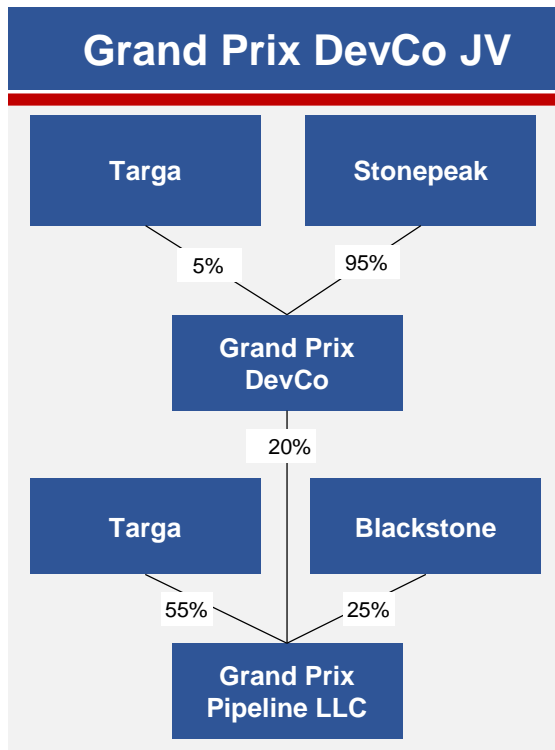 Grand Prix DevCo JV
Targa
Stonepeak
5%
95%
Grand Prix
DevCo
20%
Targa
Blackstone
55%
25%
Grand Prix
Pipeline LLC